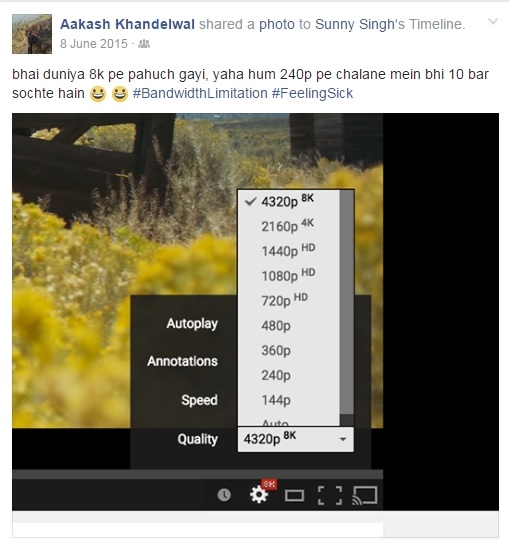 Aakash Khandelwal shared a photo to Sunny Singh's Timeline.
8 June 2015 ·
bhai duniya 8k pe pahuch gayi, yaha hum 240p pe chalane mein bhi 10 bar
sochte hain 😀 😀 #BandwidthLimitation #FeelingSick
4320p 8K
2160p 4K
1440p HD
1080p HD
720p HD
480p
360p
240p
144p
Auto
Autoplay
Annotations
Speed
Quality 4320p 8K
8K